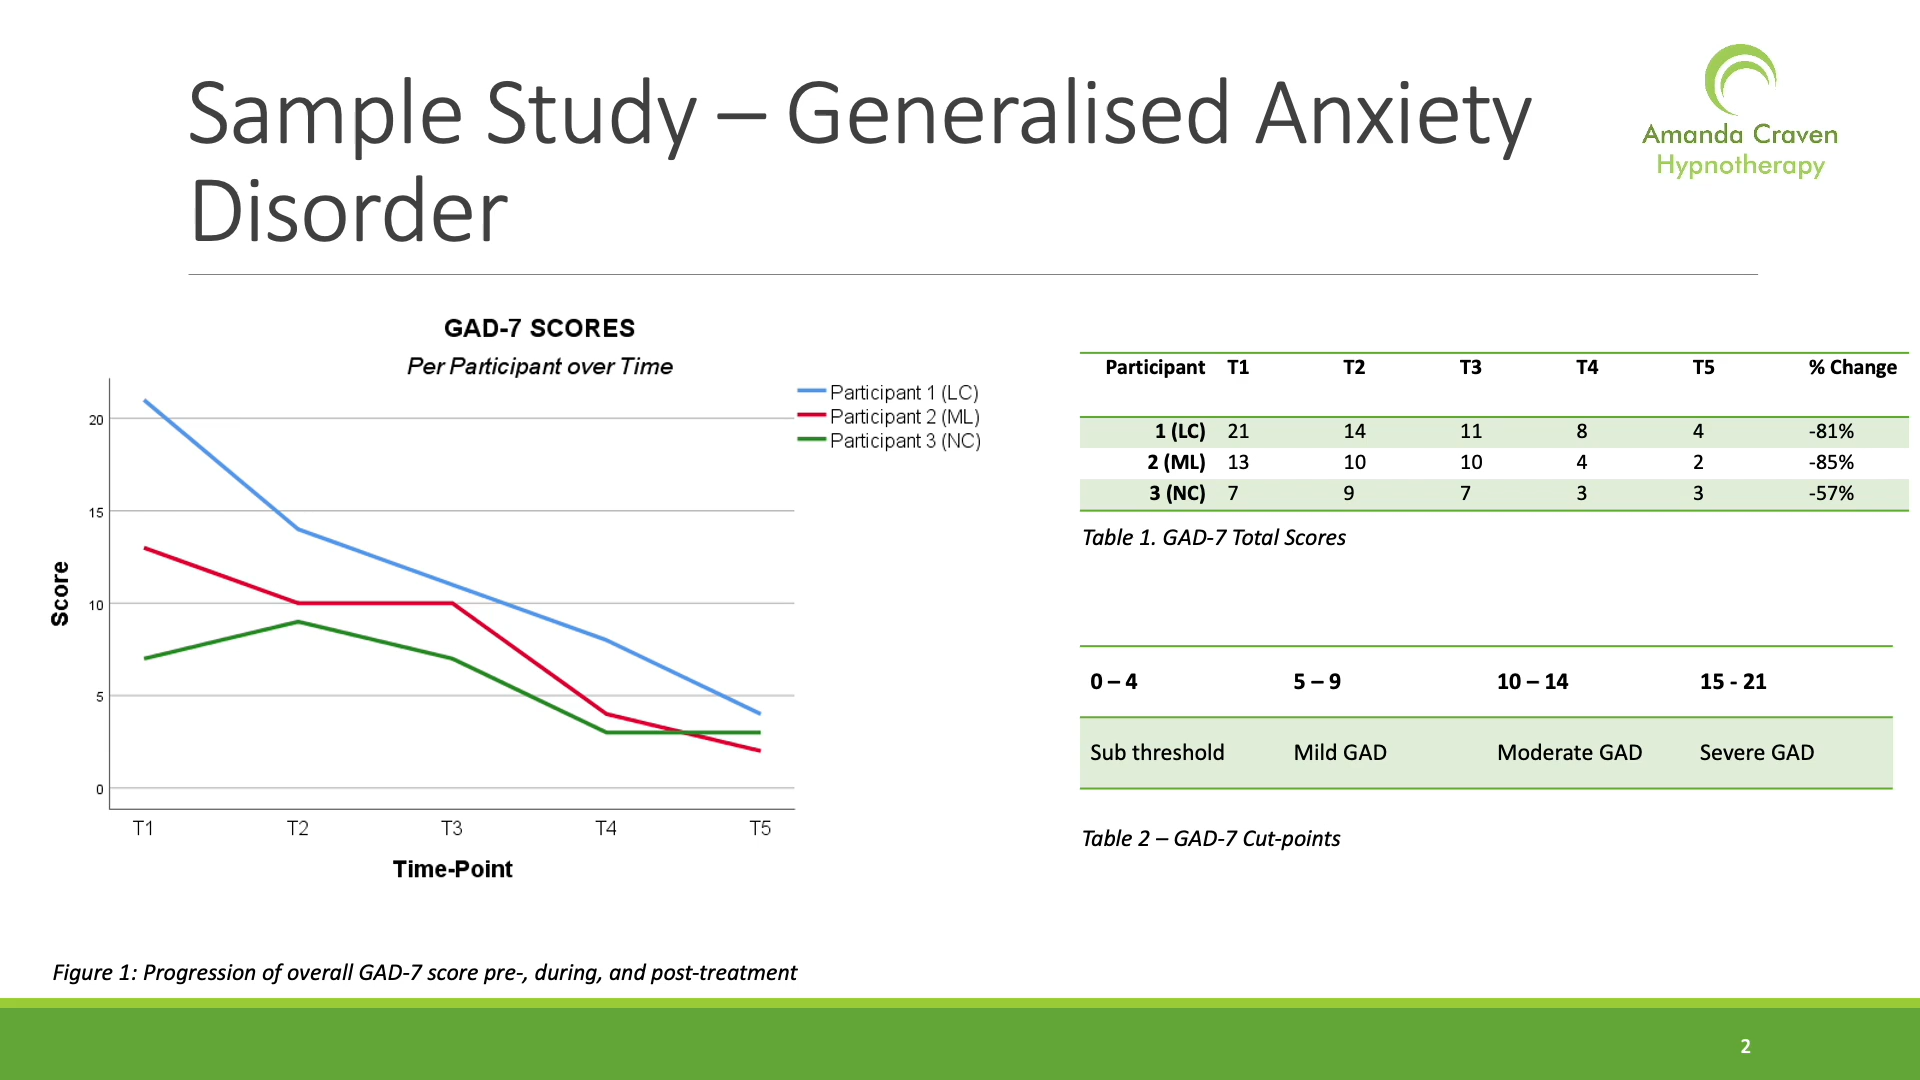 Sample Study – Generalised Anxiety
Disorder
Amanda Craven
Hypnotherapy
GAD-7 SCORES
Per Participant over Time
Participant 1 (LC)
Participant 2 (ML)
Participant 3 (NC)
Score
20
15
10
5
0
T1 T2 T3 T4 T5
Time-Point
Figure 1: Progression of overall GAD-7 score pre-, during, and post-treatment
Participant T1 T2 T3 T4 T5 % Change
1 (LC) 21 14 11 8 4 -81%
2 (ML) 13 10 10 4 2 -85%
3 (NC) 7 9 7 3 3 -57%
Table 1. GAD-7 Total Scores
0 – 4 5 – 9 10 – 14 15 - 21
Sub threshold Mild GAD Moderate GAD Severe GAD
Table 2 – GAD-7 Cut-points
2